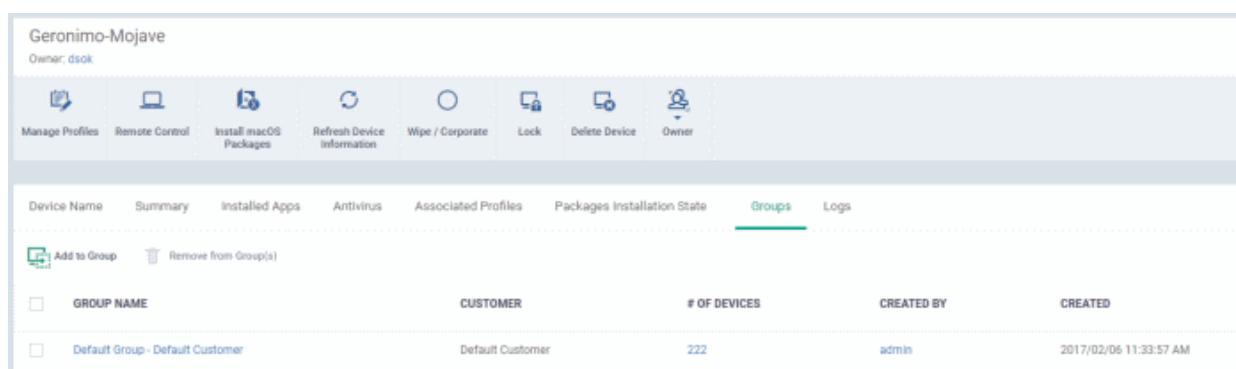 Geronimo-Mojave
Owner: dsok
Manage Profiles Remote Control Install macOS Packages Refresh Device Information Wipe / Corporate Lock Delete Device Owner
Device Name Summary Installed Apps Antivirus Associated Profiles Packages Installation State Groups Logs
Add to Group Remove from Group(s)
GROUP NAME CUSTOMER # OF DEVICES CREATED BY CREATED
Default Group - Default Customer Default Customer 222 admin 2017/02/06 11:33:57 AM